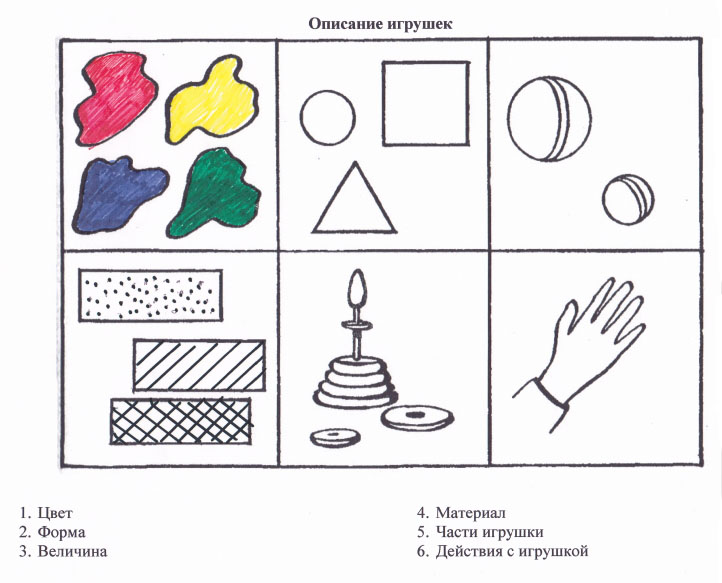 Описание игрушек
1. Цвет
2. Форма
3. Величина
4. Материал
5. Части игрушки
6. Действия с игрушкой